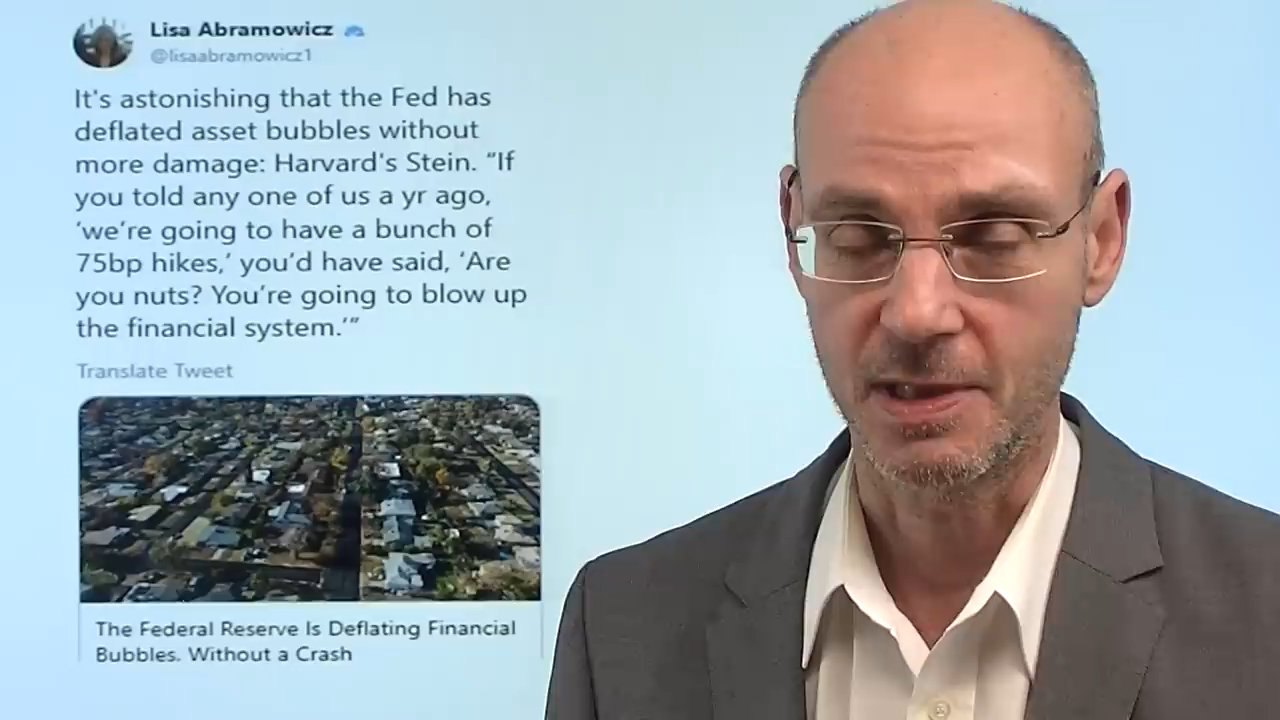 Lisa Abramowicz
@lisaabramowicz1
It's astonishing that the Fed has
deflated asset bubbles without
more damage: Harvard's Stein. “If
you told any one of us a yr ago,
‘we’re going to have a bunch of
75bp hikes,’ you’d have said, ‘Are
you nuts? You’re going to blow up
the financial system.’”
Translate Tweet
The Federal Reserve Is Deflating Financial
Bubbles. Without a Crash